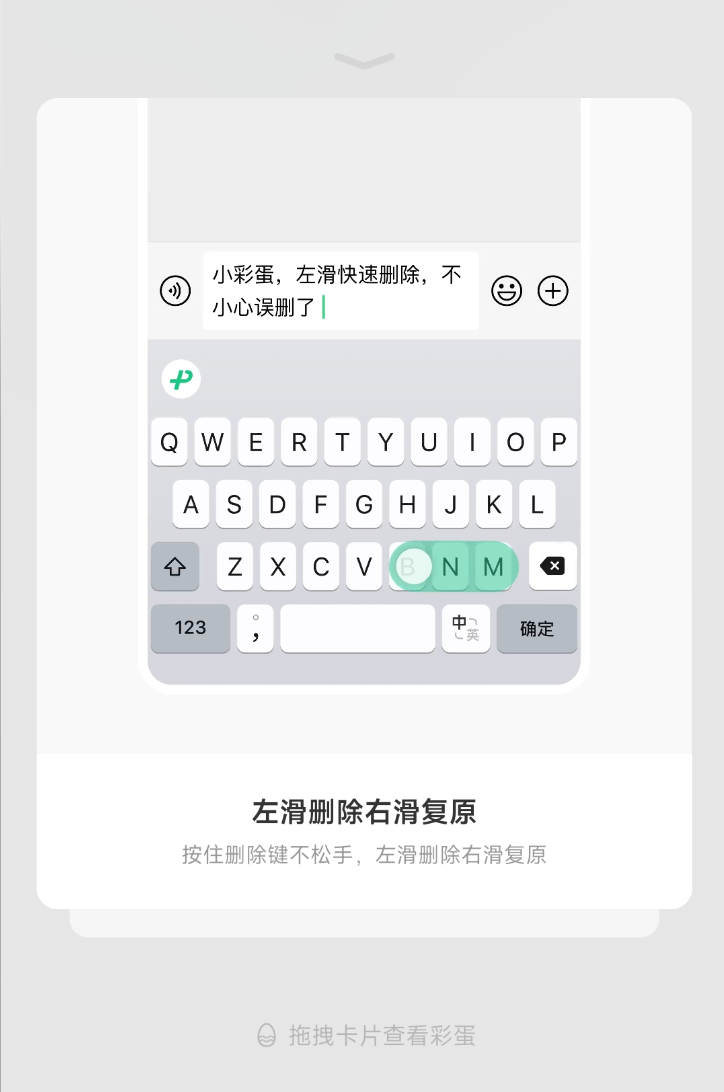 小彩蛋，左滑快速删除，不
小心误删了
Q W E R T Y U I O P
A S D F G H J K L
Z X C V B N M
123 ° , 中 英 确定
左滑删除右滑复原
按住删除键不松手，左滑删除右滑复原
拖拽卡片查看彩蛋